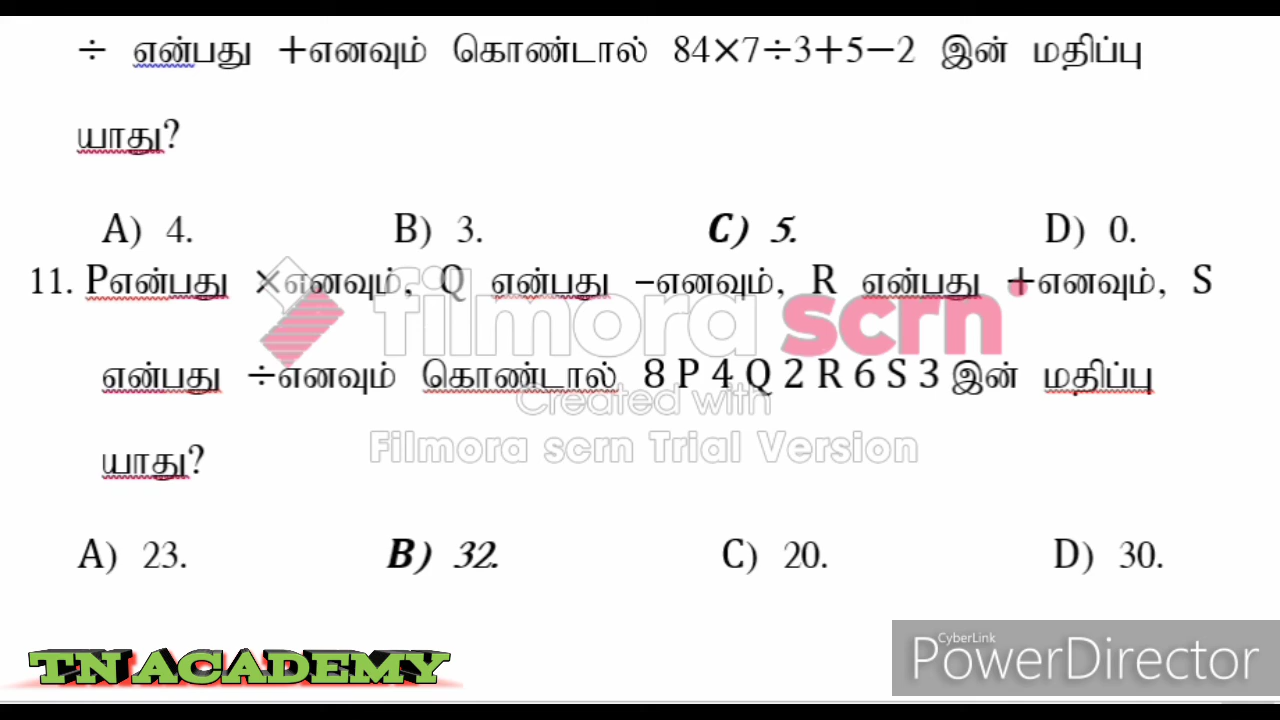 ÷ என்பது +எனவும் கொண்டால் 84×7÷3+5−2 இன் மதிப்பு
யாது?
A) 4. B) 3. C) 5. D) 0.
11. Pஎன்பது ×எனவும், Q என்பது −எனவும், R என்பது +எனவும், S
என்பது ÷எனவும் கொண்டால் 8 P 4 Q 2 R 6 S 3 இன் மதிப்பு
யாது?
A) 23. B) 32. C) 20. D) 30.
filmora scrn
Created with
Filmora scrn Trial Version
TN ACADEMY
CyberLink
PowerDirector